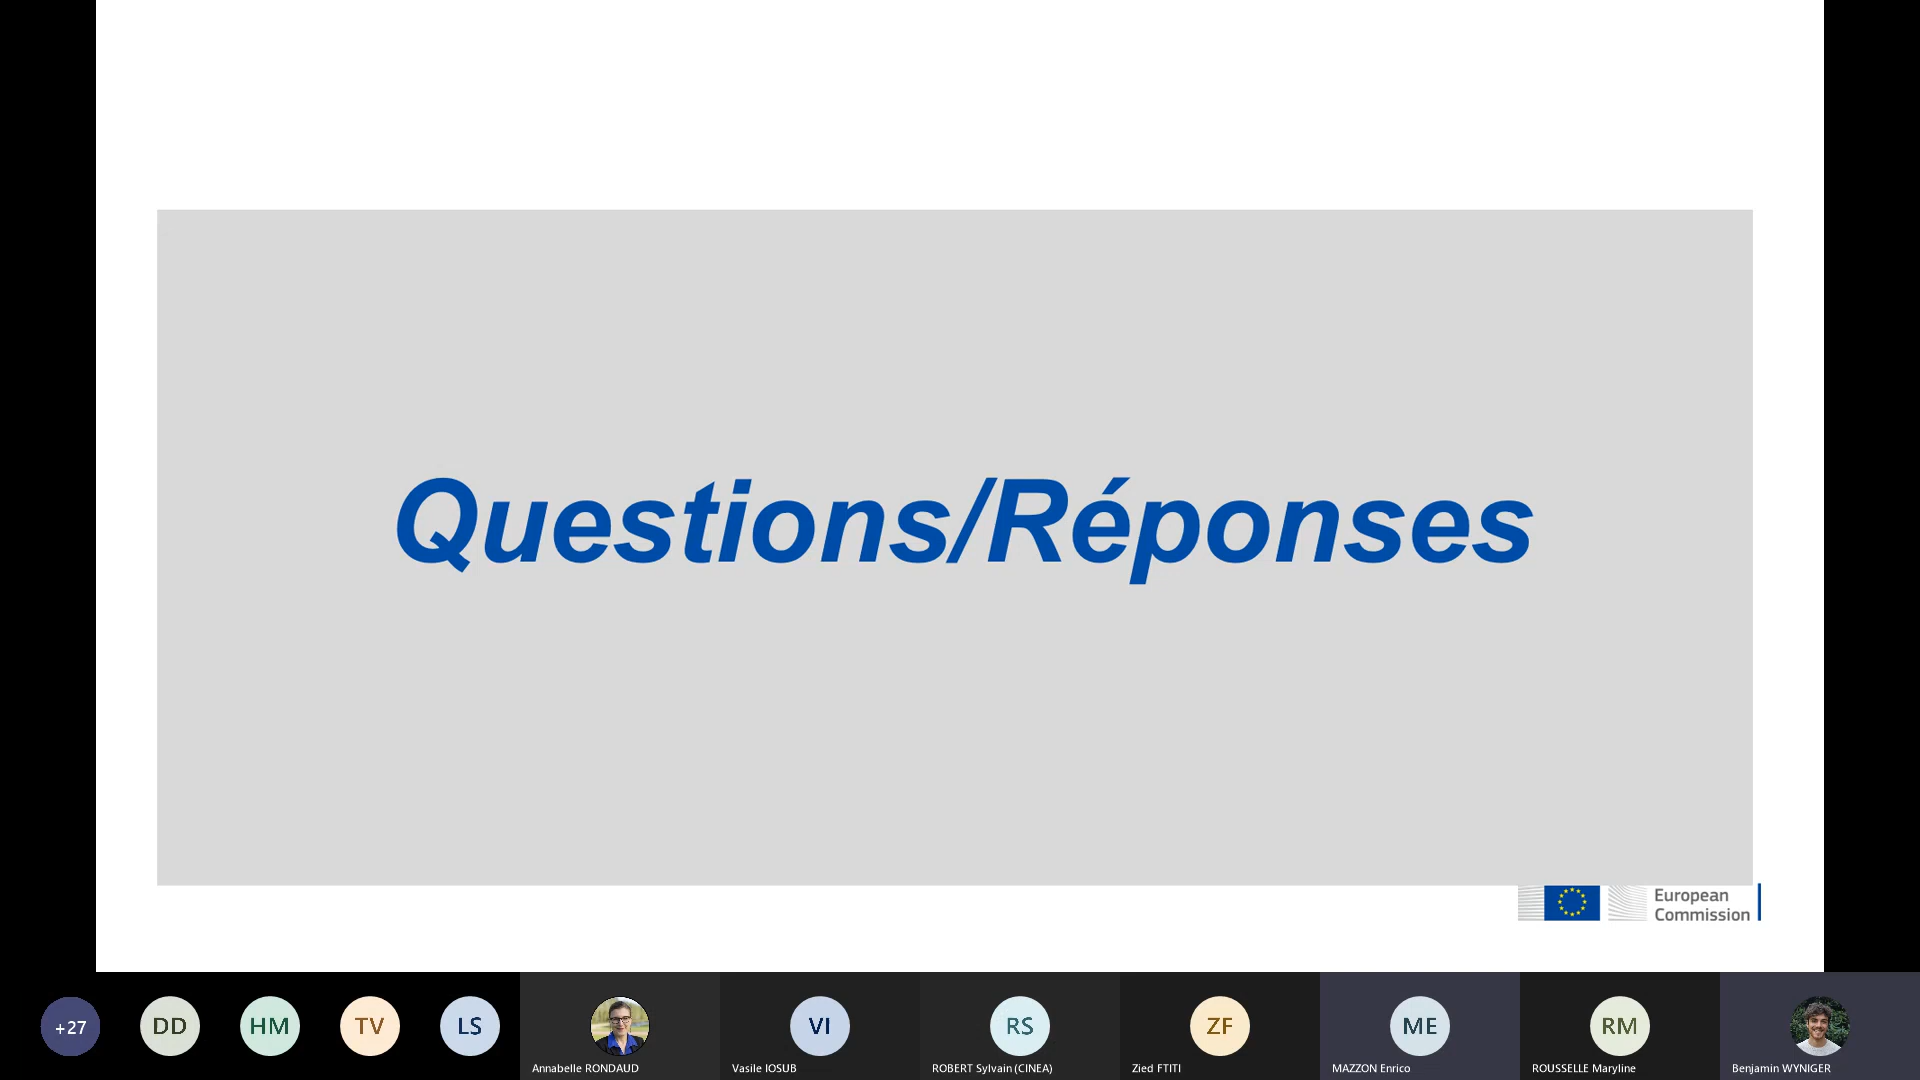 Questions/Réponses
European
Commission
+27
DD
HM
TV
LS
VI
RS
ZF
ME
RM
Annabelle RONDAUD
Vasile IOSUB
ROBERT Sylvain (CINEA)
Zied FTITI
MAZZON Enrico
ROUSSELLE Maryline
Benjamin WYNIGER